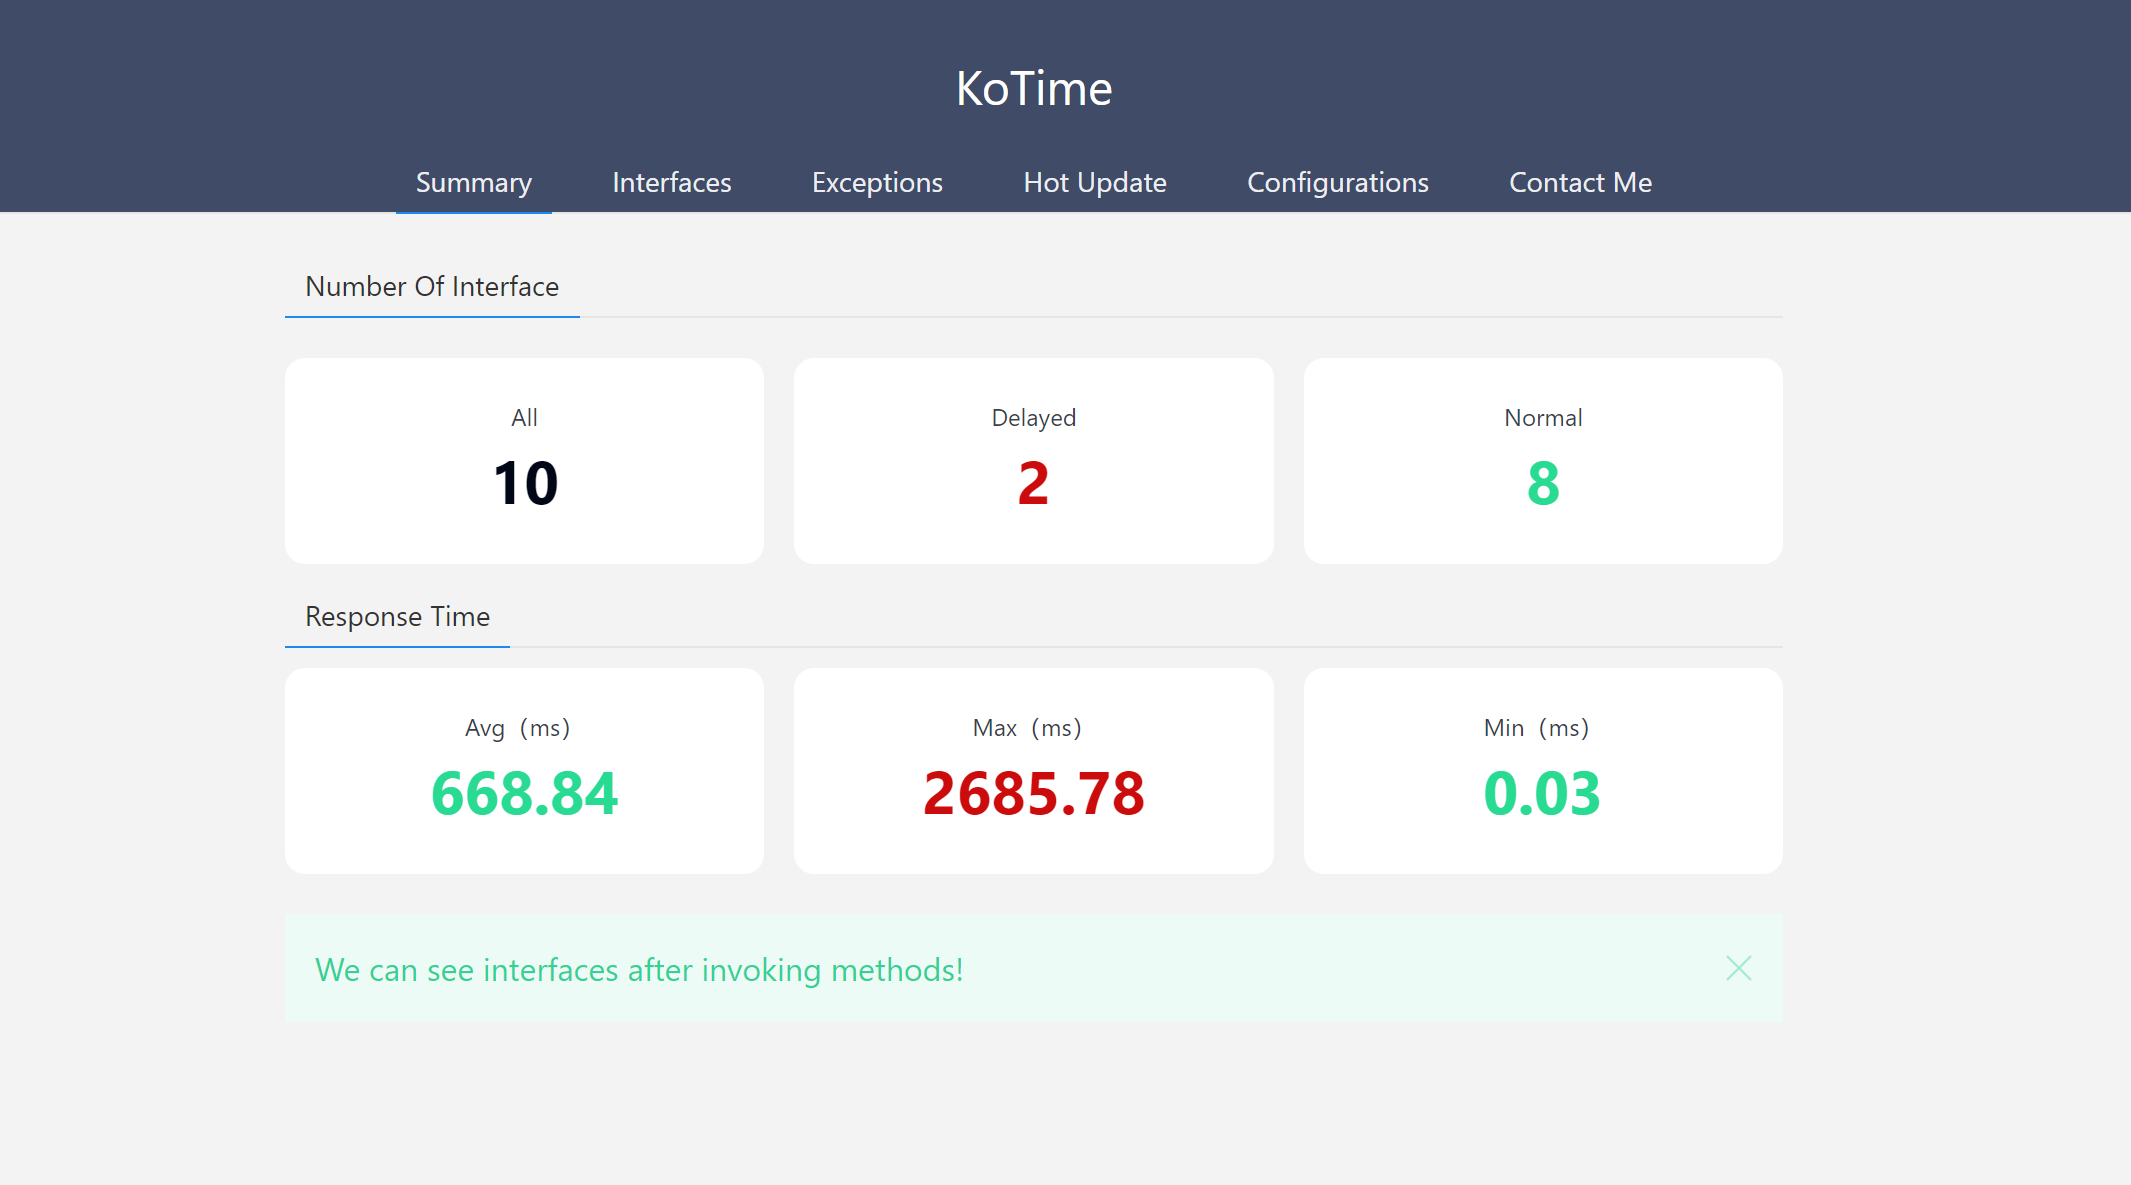 KoTime
Summary Interfaces Exceptions Hot Update Configurations Contact Me
Number Of Interface
All Delayed Normal
10 2 8
Response Time
Avg（ms） Max（ms） Min（ms）
668.84 2685.78 0.03
We can see interfaces after invoking methods!